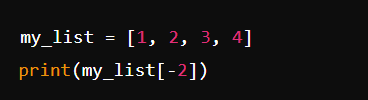 my_list = [1, 2, 3, 4]
print(my_list[-2])